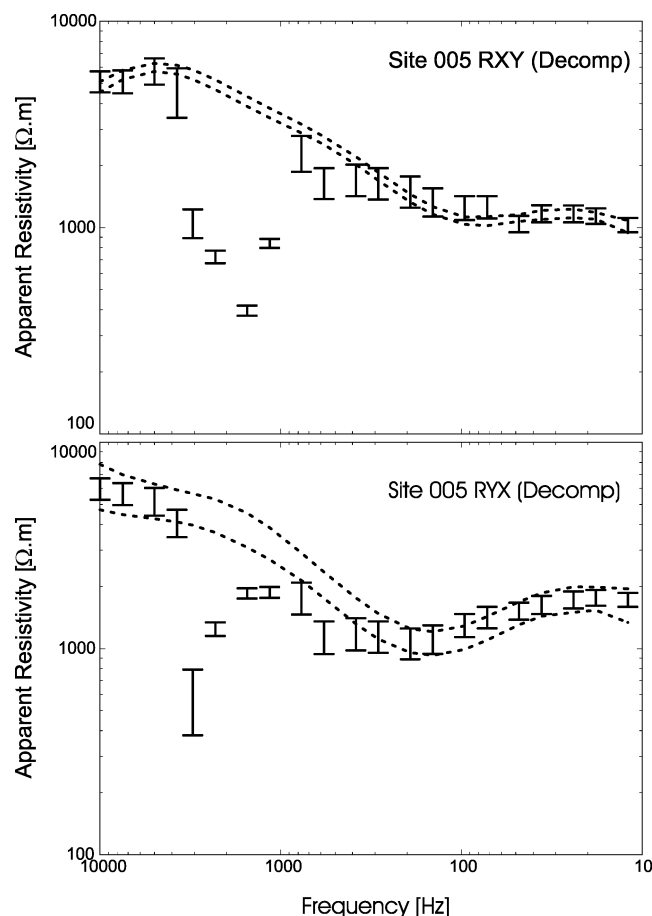 10000
Site 005 RXY (Decomp)
Apparent Resistivity [Ω.m]
1000
100
10000
Site 005 RYX (Decomp)
Apparent Resistivity [Ω.m]
1000
100
10000 1000 100 10
Frequency [Hz]